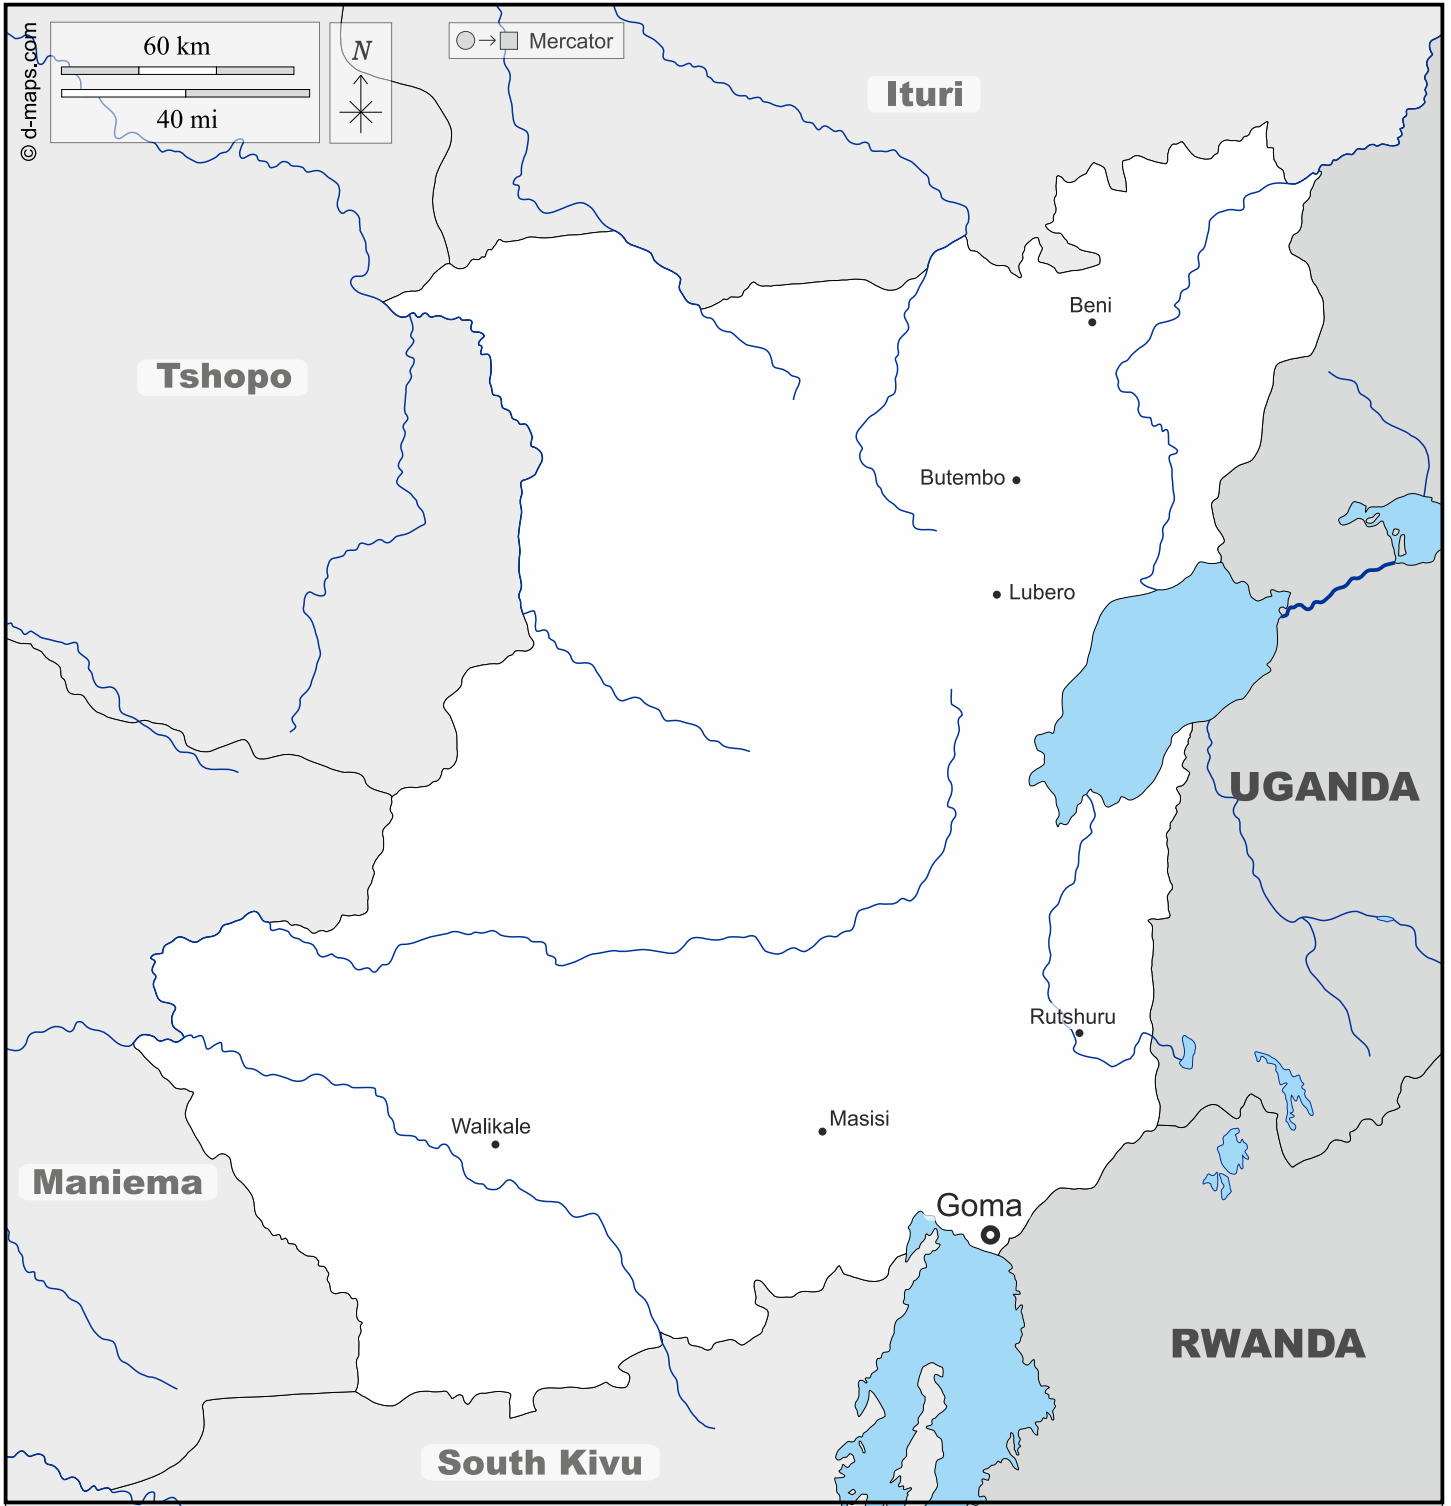 © d-maps.com
60 km
40 mi
N
Mercator
Ituri
Beni
Tshopo
Butembo
Lubero
UGANDA
Rutshuru
Walikale
Masisi
Maniema
Goma
RWANDA
South Kivu